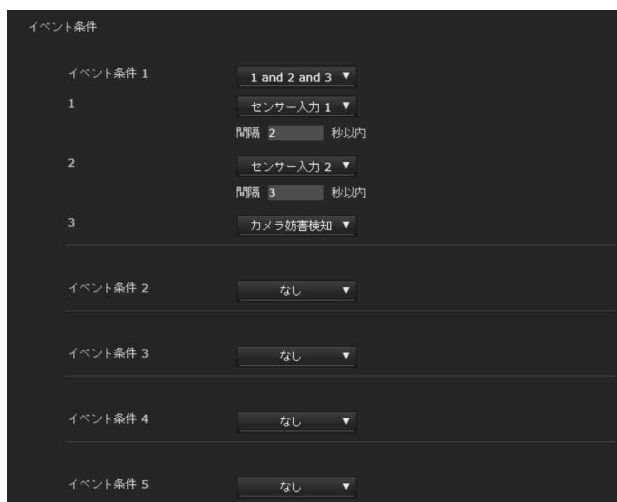 イベント条件
イベント条件 1 1 and 2 and 3 ▼
1 センサー入力 1 ▼
間隔 2 秒以内
2 センサー入力 2 ▼
間隔 3 秒以内
3 カメラ妨害検知 ▼
イベント条件 2 なし ▼
イベント条件 3 なし ▼
イベント条件 4 なし ▼
イベント条件 5 なし ▼